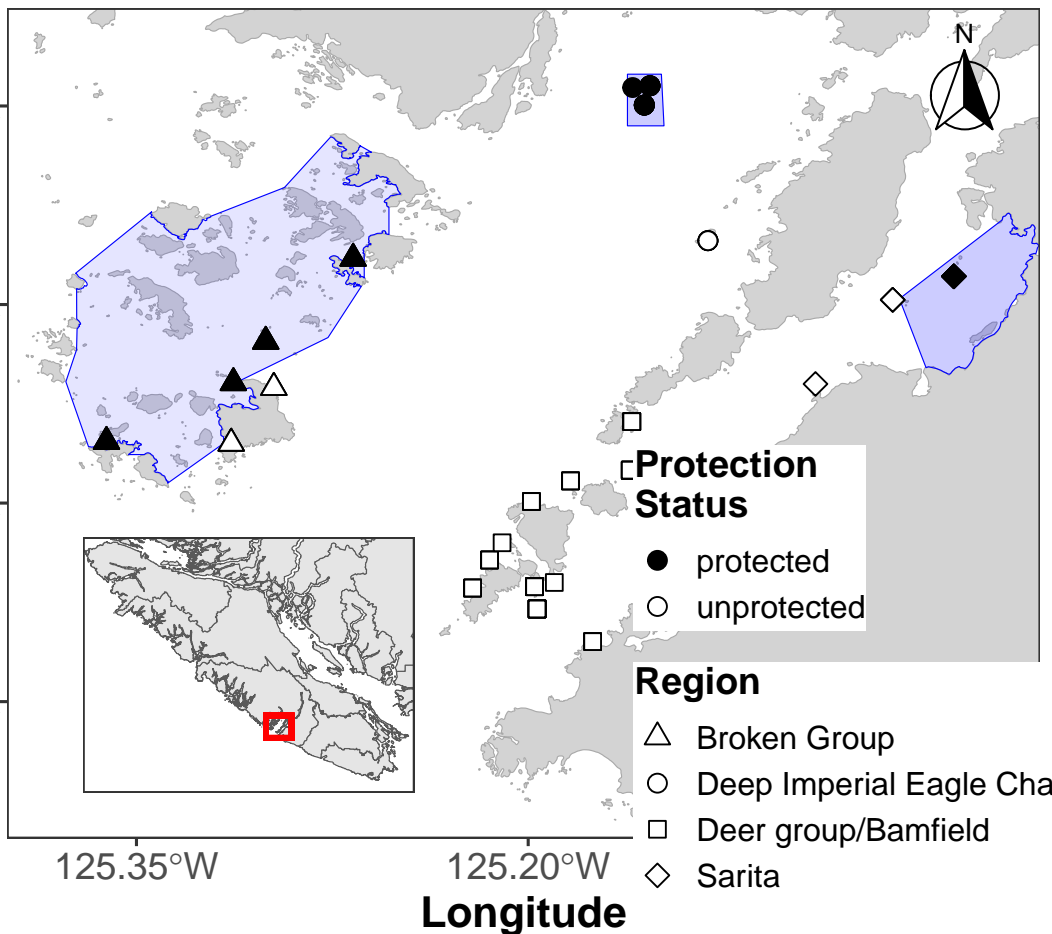 N
Protection
Status
protected
unprotected
Region
Broken Group
Deep Imperial Eagle Cha
Deer group/Bamfield
Sarita
125.35°W
125.20°W
Longitude